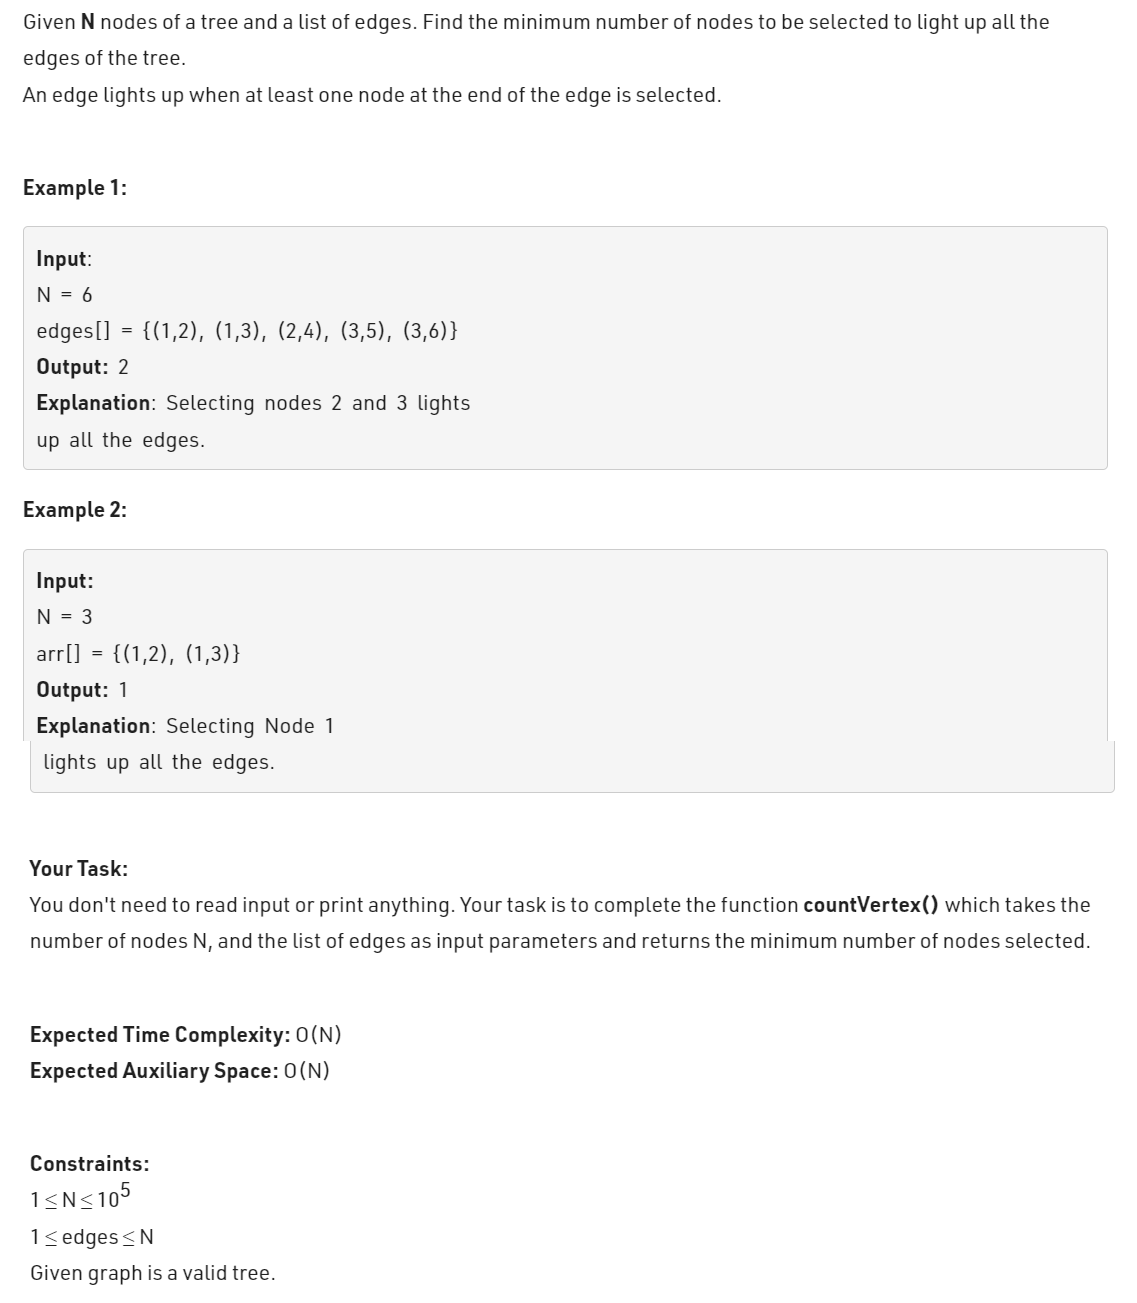 Given N nodes of a tree and a list of edges. Find the minimum number of nodes to be selected to light up all the
edges of the tree.
An edge lights up when at least one node at the end of the edge is selected.
Example 1:
Input:
N = 6
edges[] = {(1,2), (1,3), (2,4), (3,5), (3,6)}
Output: 2
Explanation: Selecting nodes 2 and 3 lights
up all the edges.
Example 2:
Input:
N = 3
arr[] = {(1,2), (1,3)}
Output: 1
Explanation: Selecting Node 1
lights up all the edges.
Your Task:
You don't need to read input or print anything. Your task is to complete the function countVertex() which takes the
number of nodes N, and the list of edges as input parameters and returns the minimum number of nodes selected.
Expected Time Complexity: O(N)
Expected Auxiliary Space: O(N)
Constraints:
1 ≤ N ≤ 10⁵
1 ≤ edges ≤ N
Given graph is a valid tree.